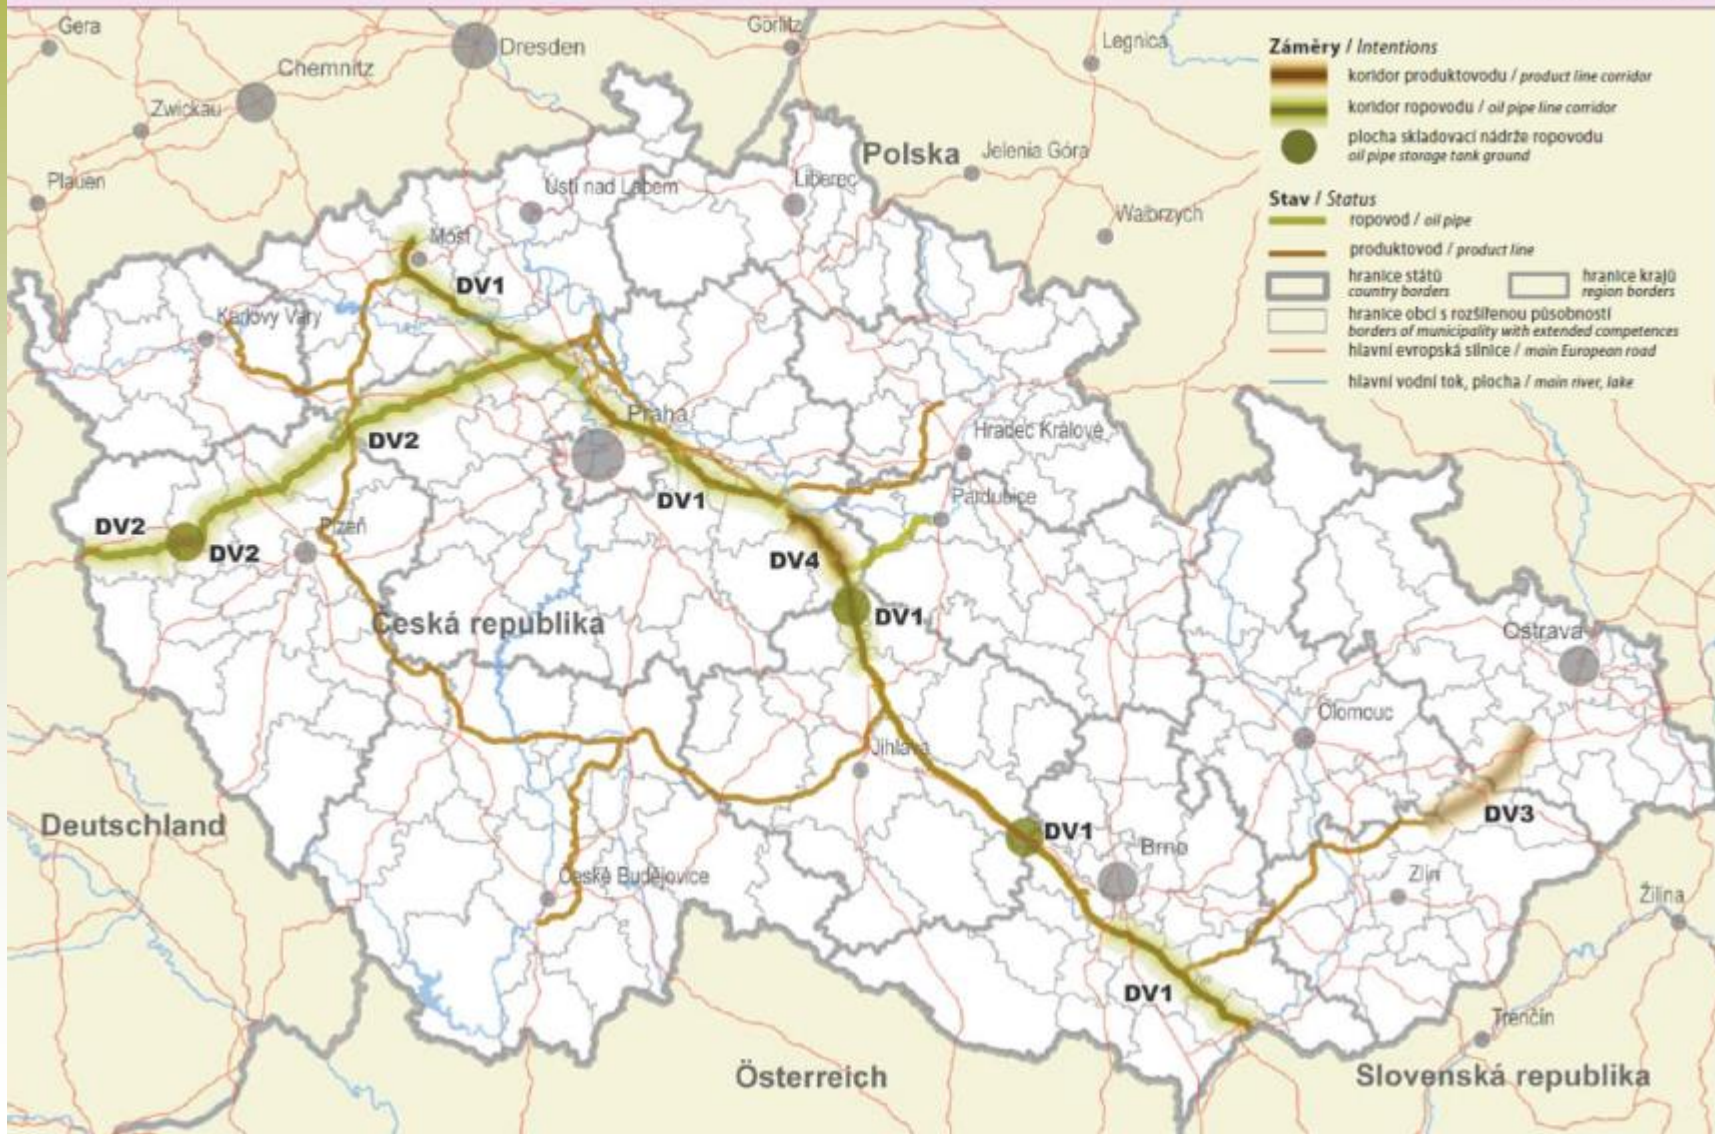 Gera
Chemnitz
Dresden
Görlitz
Legnica
Zwickau
Plauen
Polska
Jelenia Góra
Walbrzych
Ústí nad Labem
Liberec
Most
Karlovy Vary
DV1
Praha
Hradec Králové
DV2
DV1
Pardubice
DV2
DV2
Plzeň
DV4
DV1
Česká republika
Ostrava
Olomouc
Jihlava
DV3
Deutschland
DV1
Brno
České Budějovice
Zlín
Žilina
DV1
Trenčín
Österreich
Slovenská republika
Záměry / Intentions
koridor produktovodu / product line corridor
koridor ropovodu / oil pipe line corridor
plocha skladovací nádrže ropovodu
oil pipe storage tank ground
Stav / Status
ropovod / oil pipe
produktovod / product line
hranice států
country borders
hranice krajů
region borders
hranice obcí s rozšířenou působností
borders of municipality with extended competences
hlavní evropská silnice / main European road
hlavní vodní tok, plocha / main river, lake